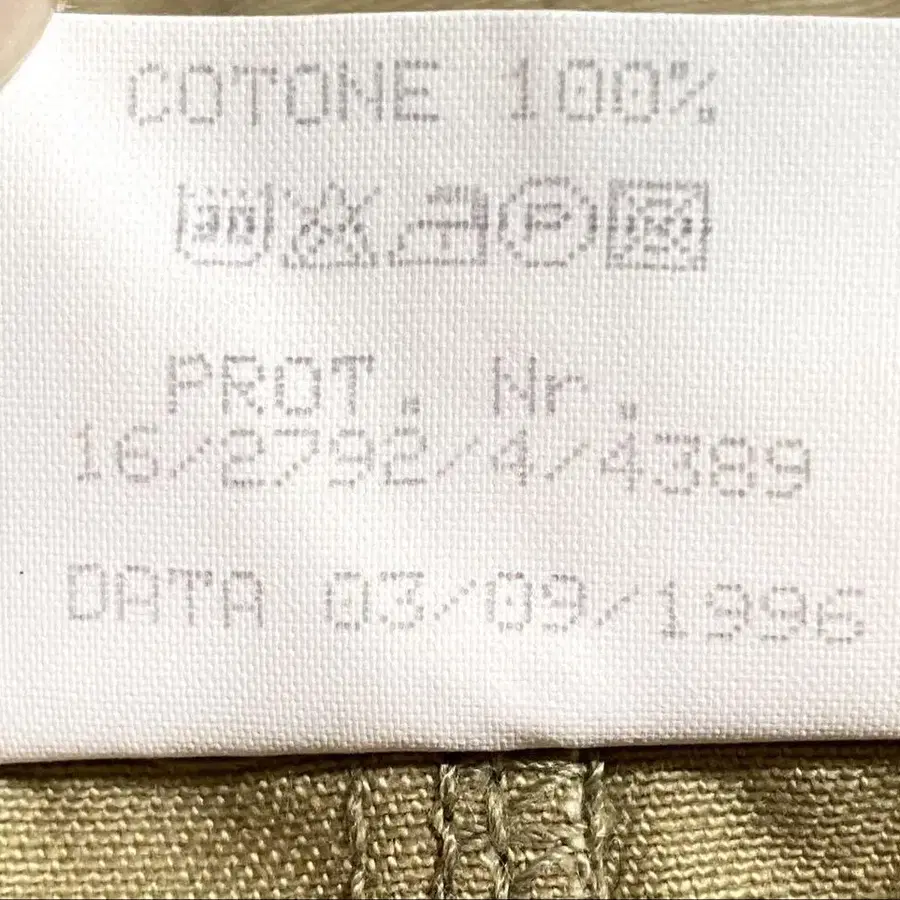 COTONE 100%
P
PROT. Nr.
16/2792/4/4389
DATA 03/09/1996